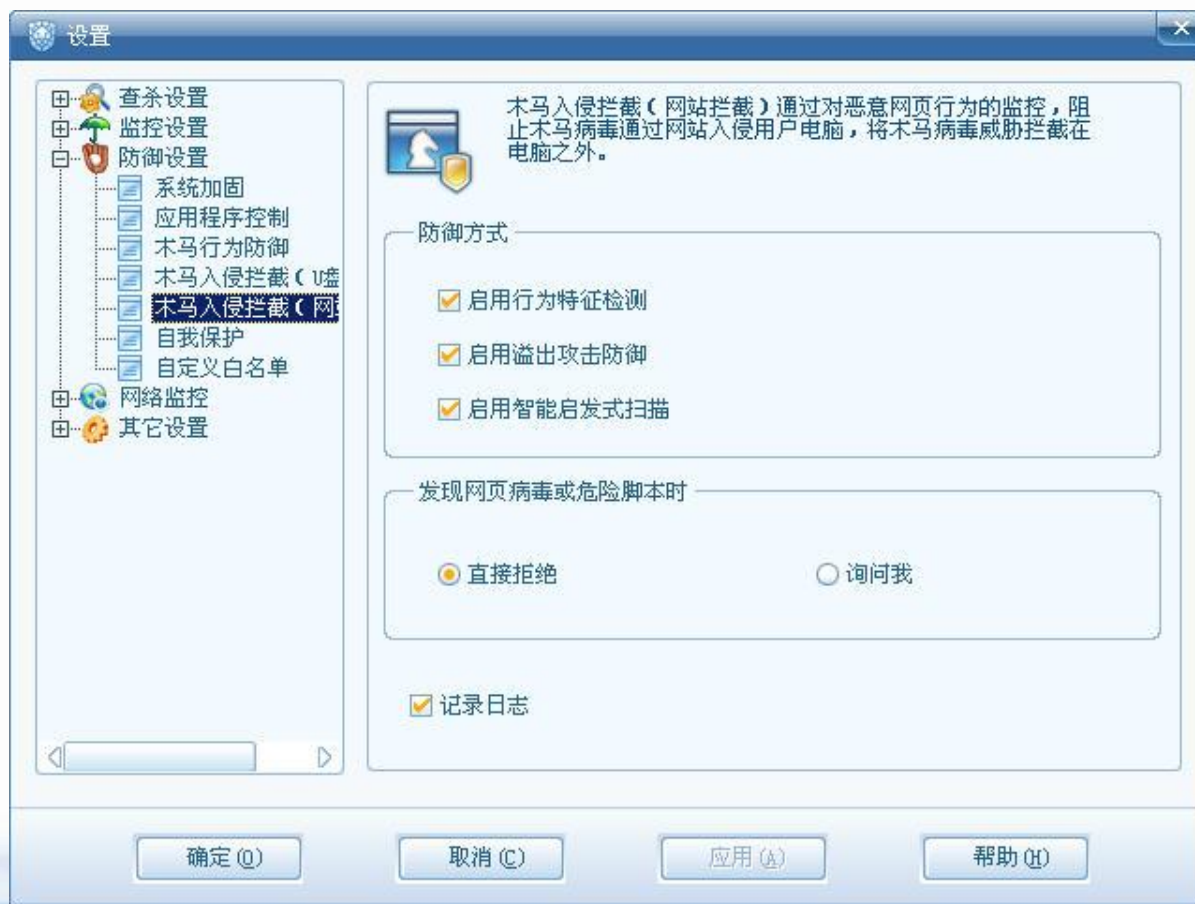 设置
查杀设置
监控设置
防御设置
系统加固
应用程序控制
木马行为防御
木马入侵拦截（U盘
木马入侵拦截（网
自我保护
自定义白名单
网络监控
其它设置
木马入侵拦截（网站拦截）通过对恶意网页行为的监控，阻
止木马病毒通过网站入侵用户电脑，将木马病毒威胁拦截在
电脑之外。
防御方式
启用行为特征检测
启用溢出攻击防御
启用智能启发式扫描
发现网页病毒或危险脚本时
直接拒绝
询问我
记录日志
确定(O)
取消(C)
应用(A)
帮助(H)